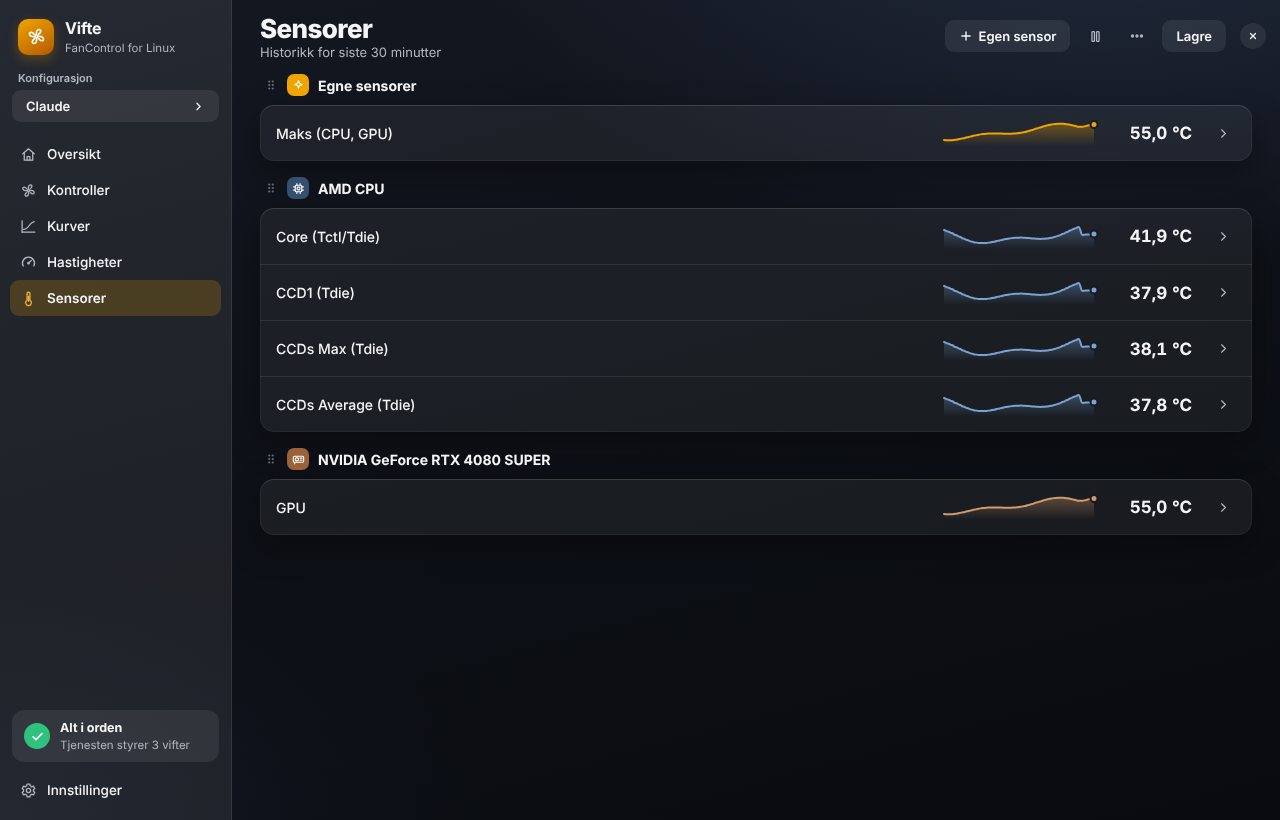 Vifte
FanControl for Linux
Konfigurasjon
Claude
Oversikt
Kontroller
Kurver
Hastigheter
Sensorer
Alt i orden
Tjenesten styrer 3 vifter
Innstillinger
Sensorer
Historikk for siste 30 minutter
Egen sensor
Lagre
Egne sensorer
Maks (CPU, GPU) 55,0 °C
AMD CPU
Core (Tctl/Tdie) 41,9 °C
CCD1 (Tdie) 37,9 °C
CCDs Max (Tdie) 38,1 °C
CCDs Average (Tdie) 37,8 °C
NVIDIA GeForce RTX 4080 SUPER
GPU 55,0 °C